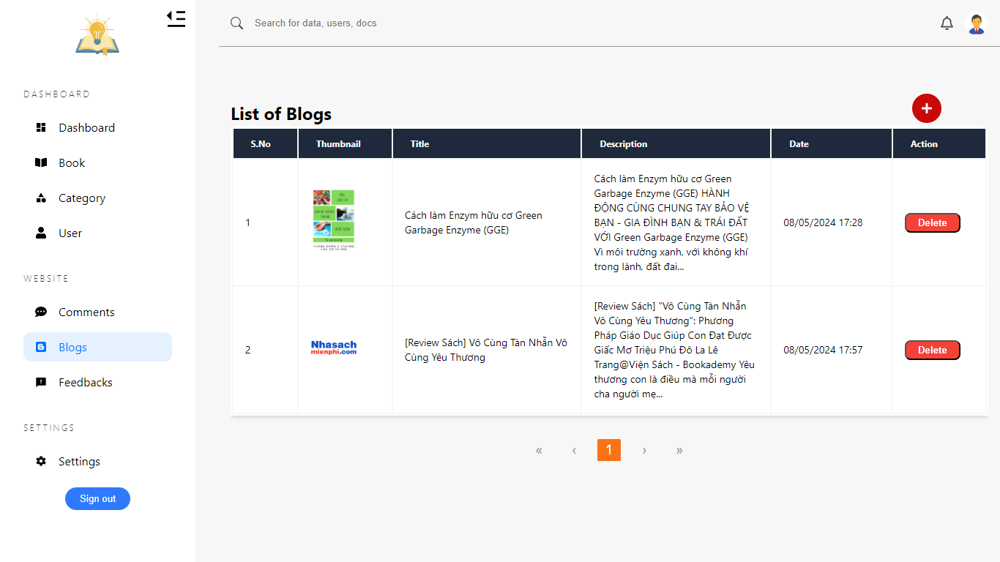 Search for data, users, docs
DASHBOARD
Dashboard
Book
Category
User
WEBSITE
Comments
Blogs
Feedbacks
SETTINGS
Settings
Sign out
List of Blogs
S.No
Thumbnail
Title
Description
Date
Action
1
Cách làm Enzym hữu cơ Green
Garbage Enzyme (GGE)
Cách làm Enzym hữu cơ Green
Garbage Enzyme (GGE) HÀNH
ĐỘNG CÙNG CHUNG TAY BẢO VỆ
BẠN - GIA ĐÌNH BẠN & TRÁI ĐẤT
VỚI Green Garbage Enzyme (GGE)
Vì môi trường xanh, với không khí
trong lành, đất đai...
08/05/2024 17:28
Delete
2
Nhasach
mienphi.com
[Review Sách] Vô Cùng Tàn Nhẫn Vô
Cùng Yêu Thương
[Review Sách] "Vô Cùng Tàn Nhẫn
Vô Cùng Yêu Thương": Phương
Pháp Giáo Dục Giúp Con Đạt Được
Giấc Mơ Triệu Phú Đô La Lê
Trang@Viện Sách - Bookademy Yêu
thương con là điều mà mỗi người
cha người mẹ...
08/05/2024 17:57
Delete
« ‹ 1 › »